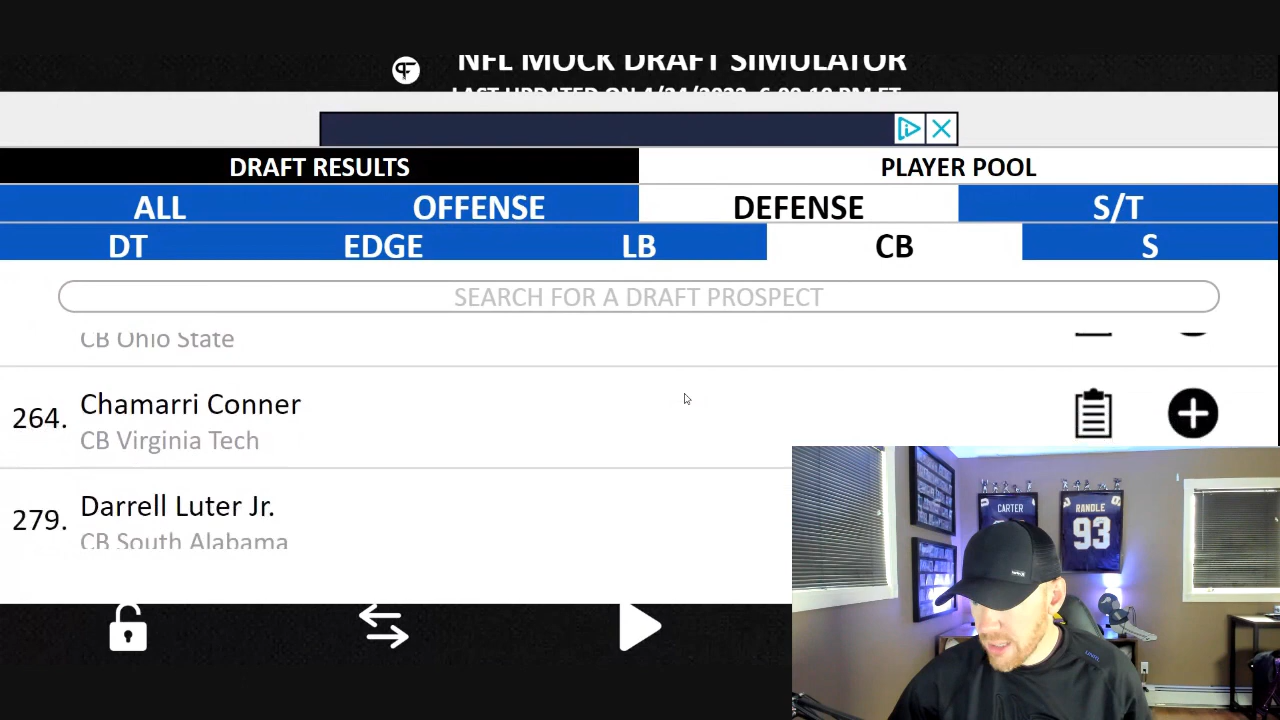 NFL MOCK DRAFT SIMULATOR
DRAFT RESULTS
PLAYER POOL
ALL
OFFENSE
DEFENSE
S/T
DT
EDGE
LB
CB
S
SEARCH FOR A DRAFT PROSPECT
CB Ohio State
264.
Chamarri Conner
CB Virginia Tech
279.
Darrell Luter Jr.
CB South Alabama
CARTER
RANDLE
93